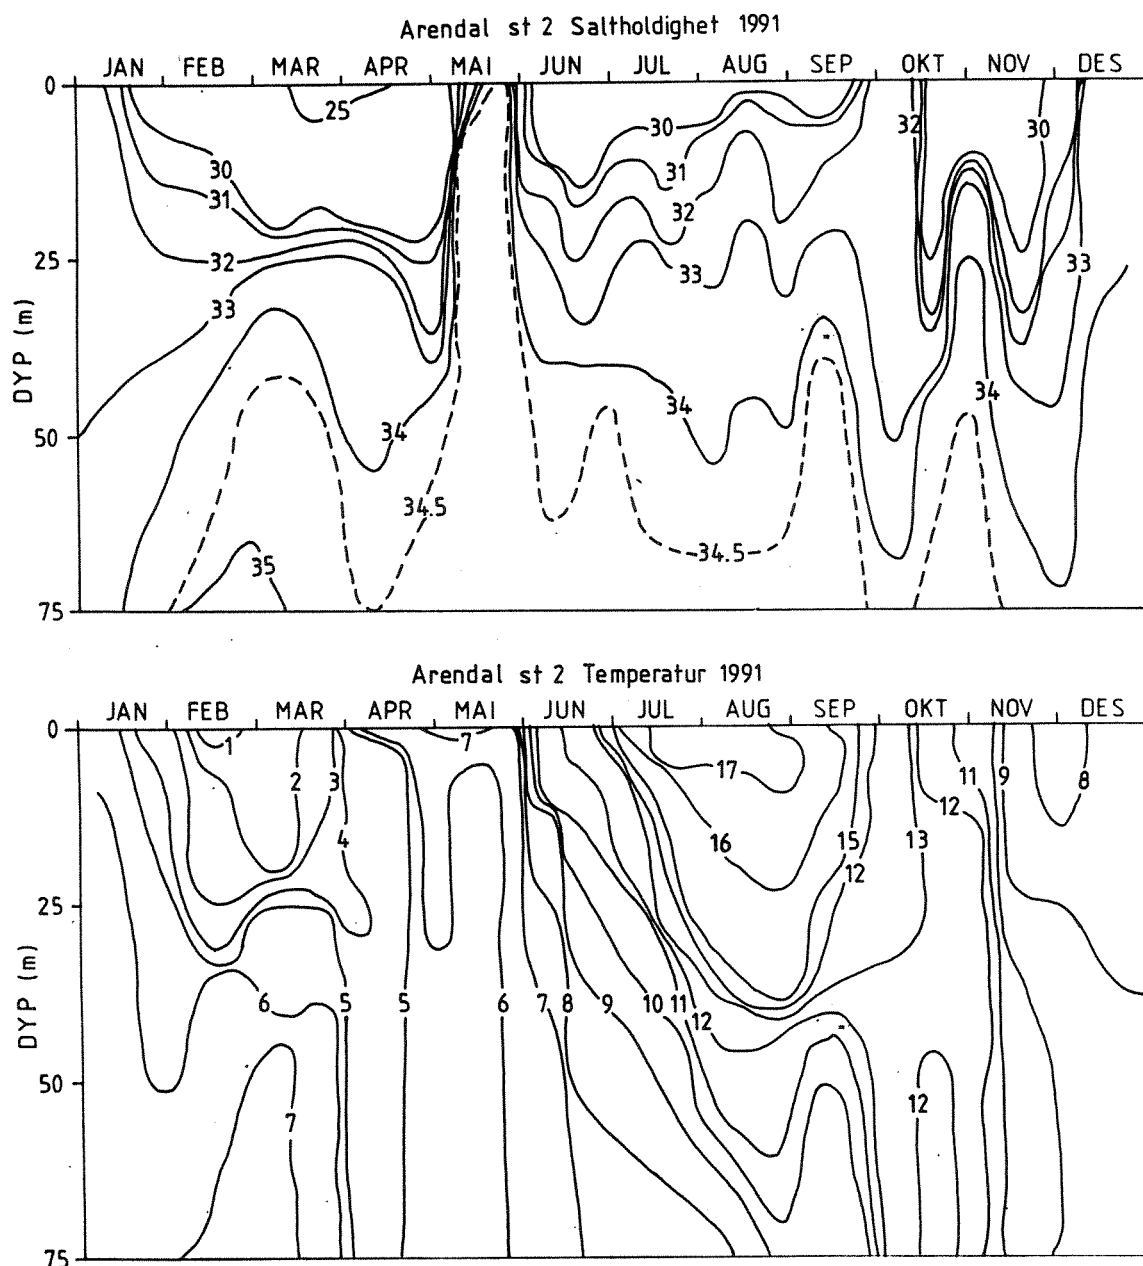 Arendal st 2 Saltholdighet 1991
JAN FEB MAR APR MAI JUN JUL AUG SEP OKT NOV DES
0
25 30 32 30
30 31
31 32
25 32 33 33
33
DYP (m)
34 34
50 34
34.5
34.5
35
75
Arendal st 2 Temperatur 1991
JAN FEB MAR APR MAI JUN JUL AUG SEP OKT NOV DES
0
1 7
2 3 17 11 9 8
12
4 16 15 13
12
25
6 5 5 6 7 8 9 10 11 12
DYP (m)
50
12
7
75